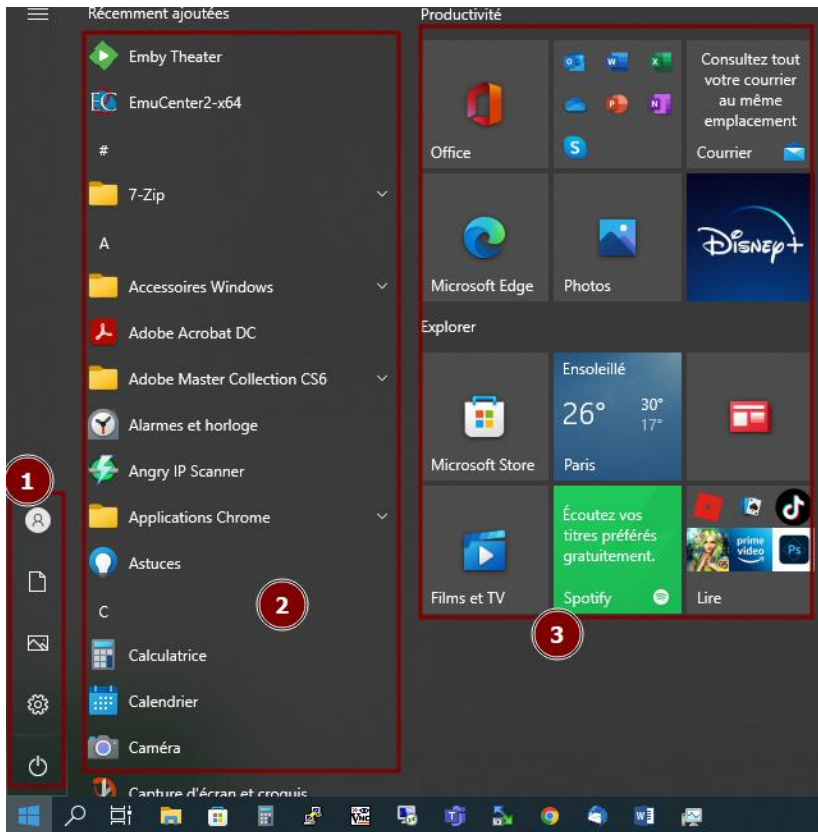 Récemment ajoutées
Emby Theater
EmuCenter2-x64
#
7-Zip
A
Accessoires Windows
Adobe Acrobat DC
Adobe Master Collection CS6
Alarmes et horloge
Angry IP Scanner
Applications Chrome
Astuces
C
Calculatrice
Calendrier
Caméra
Capture d'écran et croquis
1
2
Productivité
Office
Consultez tout
votre courrier
au même
emplacement
Courrier
Microsoft Edge
Photos
Disney+
Explorer
Microsoft Store
Ensoleillé
26°
30°
17°
Paris
Films et TV
Écoutez vos
titres préférés
gratuitement.
Spotify
prime
video
Ps
Lire
3